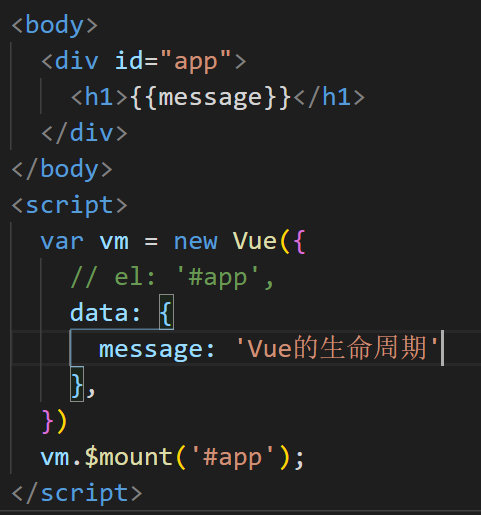 <body>
<div id="app">
<h1>{{message}}</h1>
</div>
</body>
<script>
var vm = new Vue({
// el: '#app',
data: {
message: 'Vue的生命周期'
},
})
vm.$mount('#app');
</script>